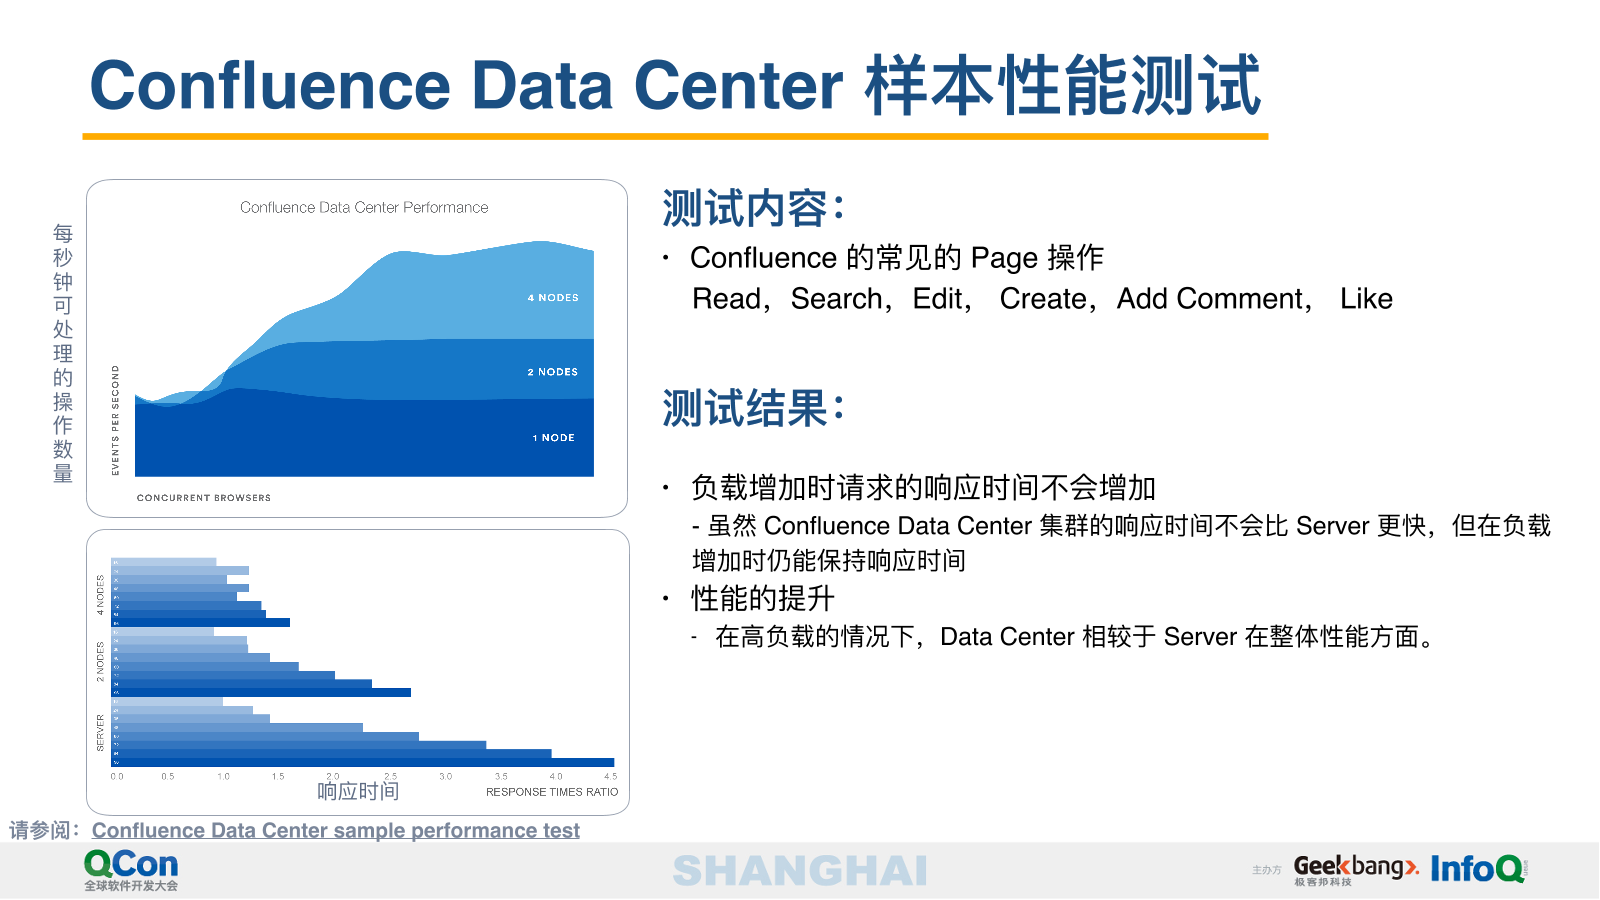 Confluence Data Center 样本性能测试
每秒钟可处理的操作数量
Confluence Data Center Performance
4 NODES
2 NODES
1 NODE
EVENTS PER SECOND
CONCURRENT BROWSERS
4 NODES
2 NODES
SERVER
0.0 0.5 1.0 1.5 2.0 2.5 3.0 3.5 4.0 4.5
响应时间
RESPONSE TIMES RATIO
请参阅：Confluence Data Center sample performance test
测试内容：
· Confluence 的常见的 Page 操作
Read，Search，Edit， Create，Add Comment， Like
测试结果：
· 负载增加时请求的响应时间不会增加
- 虽然 Confluence Data Center 集群的响应时间不会比 Server 更快，但在负载
增加时仍能保持响应时间
· 性能的提升
- 在高负载的情况下，Data Center 相较于 Server 在整体性能方面。
QCon
全球软件开发大会
SHANGHAI
主办方
Geekbang
极客邦科技
InfoQ